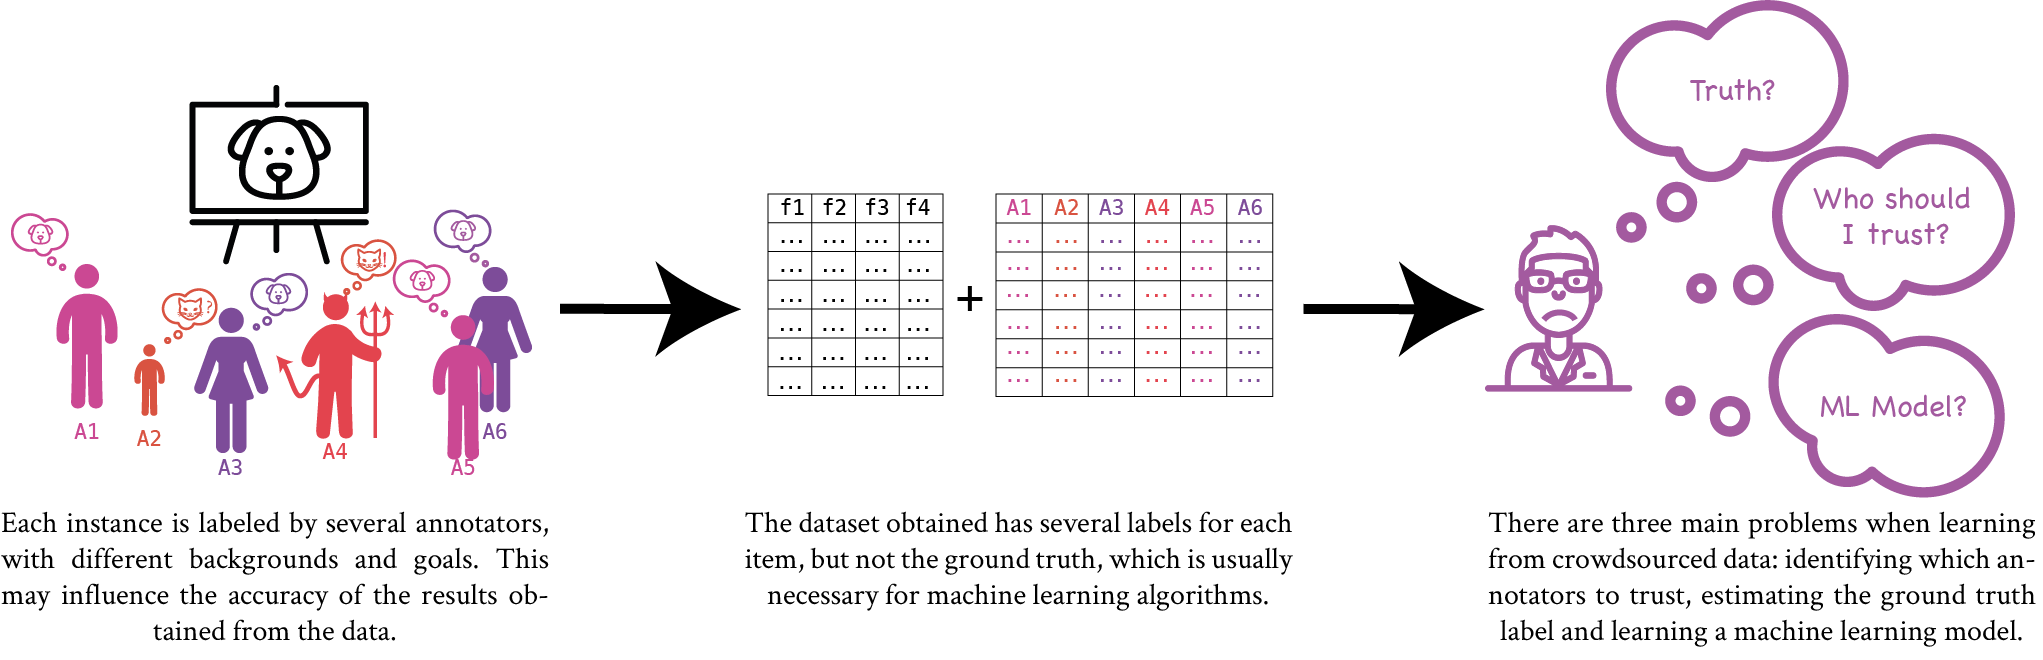 Truth?
Who should
I trust?
ML Model?
? !
A1 A2 A3 A4 A5 A6
f1 f2 f3 f4
... ... ... ...
... ... ... ...
... ... ... ...
... ... ... ...
... ... ... ...
... ... ... ...
+
A1 A2 A3 A4 A5 A6
... ... ... ... ... ...
... ... ... ... ... ...
... ... ... ... ... ...
... ... ... ... ... ...
... ... ... ... ... ...
... ... ... ... ... ...
Each instance is labeled by several annotators,
with different backgrounds and goals. This
may influence the accuracy of the results ob-
tained from the data.
The dataset obtained has several labels for each
item, but not the ground truth, which is usually
necessary for machine learning algorithms.
There are three main problems when learning
from crowdsourced data: identifying which an-
notators to trust, estimating the ground truth
label and learning a machine learning model.